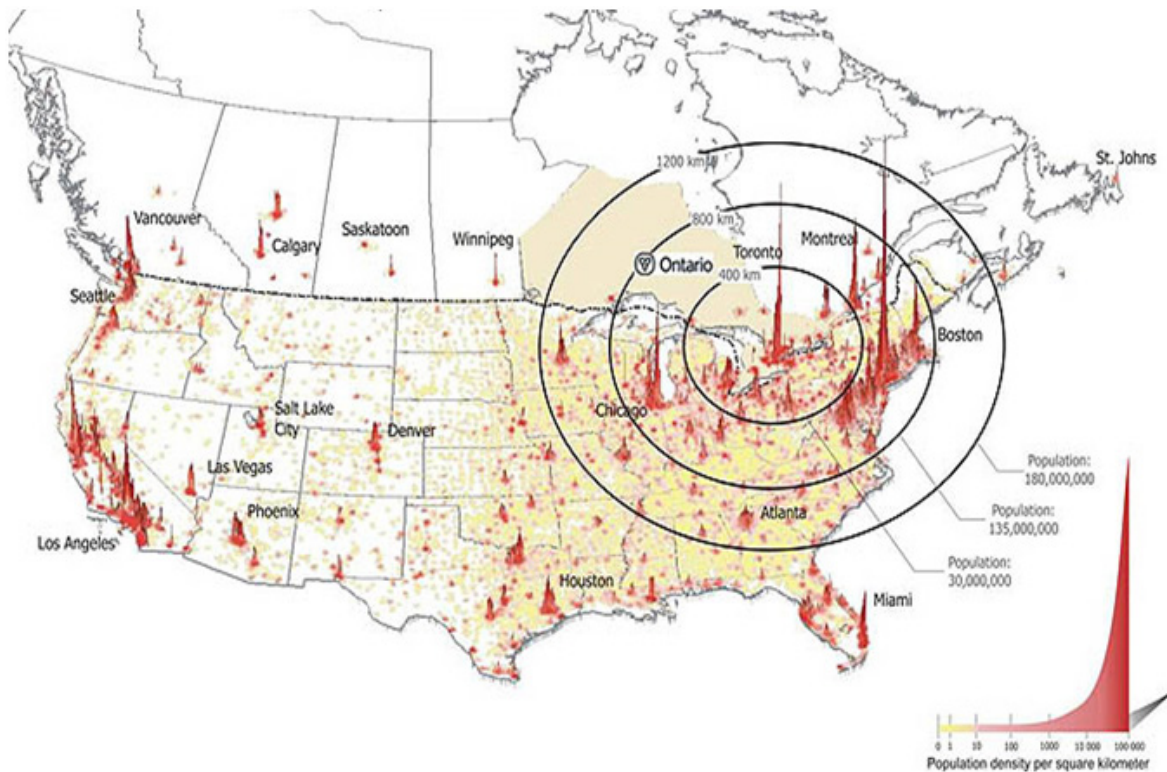 1200 km
St. Johns
800 km
Vancouver
Calgary
Saskatoon
Winnipeg
Toronto
Montreal
Ontario
400 km
Seattle
Boston
Chicago
Salt Lake
City
Denver
Las Vegas
Population:
180,000,000
Phoenix
Atlanta
Population:
135,000,000
Los Angeles
Population:
30,000,000
Houston
Miami
0 1 10 100 1000 10 000 100 000
Population density per square kilometer